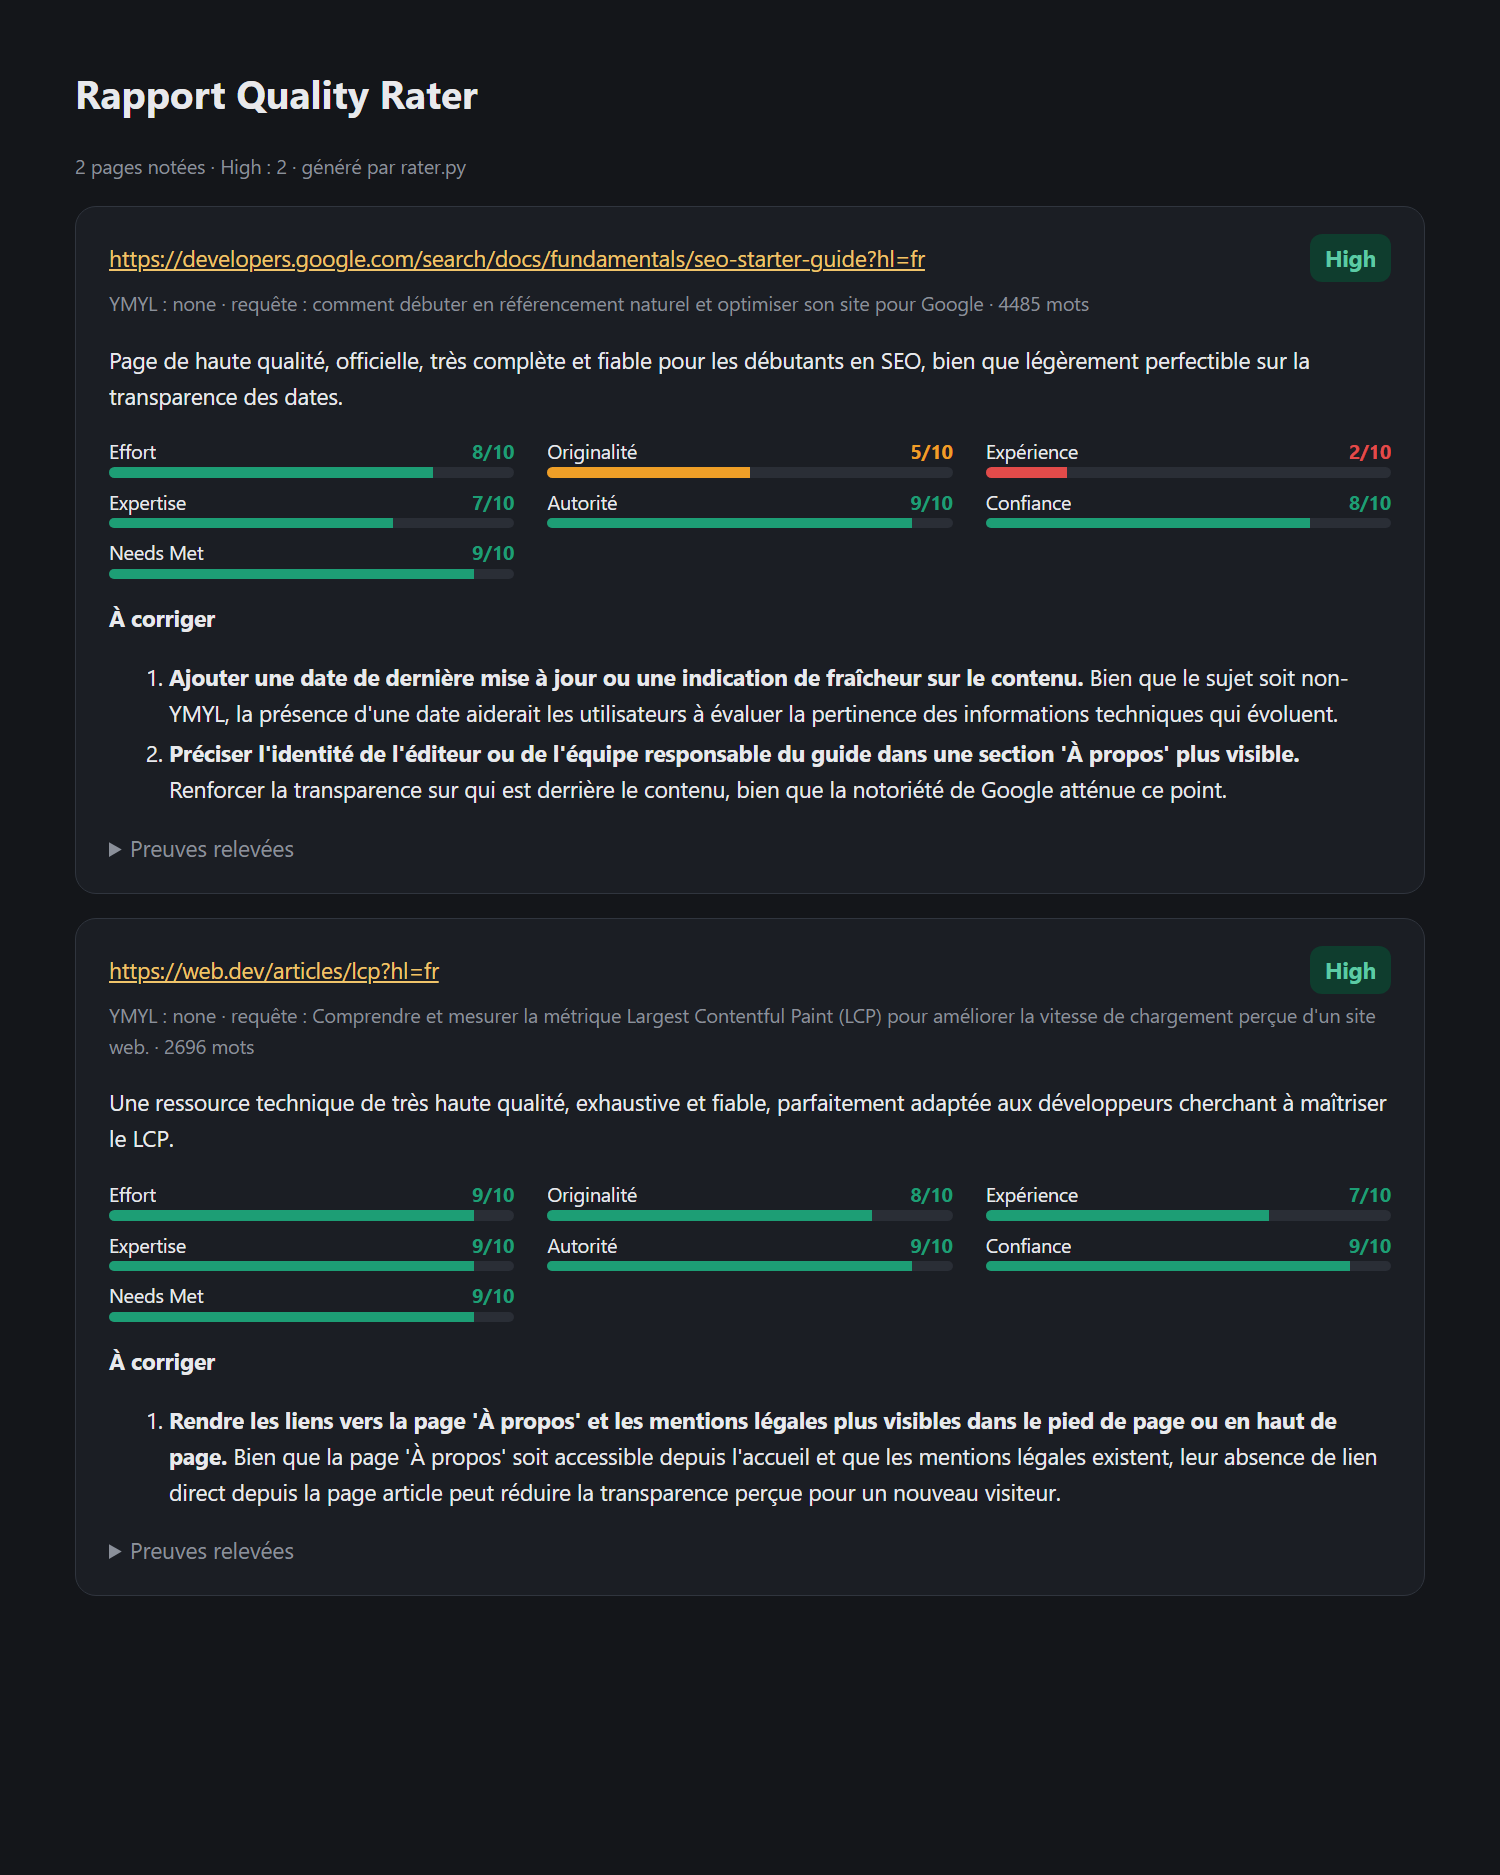 Rapport Quality Rater
2 pages notées · High : 2 · généré par rater.py
https://developers.google.com/search/docs/fundamentals/seo-starter-guide?hl=fr
High
YMYL : none · requête : comment débuter en référencement naturel et optimiser son site pour Google · 4485 mots
Page de haute qualité, officielle, très complète et fiable pour les débutants en SEO, bien que légèrement perfectible sur la
transparence des dates.
Effort 8/10
Originalité 5/10
Expérience 2/10
Expertise 7/10
Autorité 9/10
Confiance 8/10
Needs Met 9/10
À corriger
1. Ajouter une date de dernière mise à jour ou une indication de fraîcheur sur le contenu. Bien que le sujet soit non-
YMYL, la présence d'une date aiderait les utilisateurs à évaluer la pertinence des informations techniques qui évoluent.
2. Préciser l'identité de l'éditeur ou de l'équipe responsable du guide dans une section 'À propos' plus visible.
Renforcer la transparence sur qui est derrière le contenu, bien que la notoriété de Google atténue ce point.
▶ Preuves relevées
https://web.dev/articles/lcp?hl=fr
High
YMYL : none · requête : Comprendre et mesurer la métrique Largest Contentful Paint (LCP) pour améliorer la vitesse de chargement perçue d'un site
web. · 2696 mots
Une ressource technique de très haute qualité, exhaustive et fiable, parfaitement adaptée aux développeurs cherchant à maîtriser
le LCP.
Effort 9/10
Originalité 8/10
Expérience 7/10
Expertise 9/10
Autorité 9/10
Confiance 9/10
Needs Met 9/10
À corriger
1. Rendre les liens vers la page 'À propos' et les mentions légales plus visibles dans le pied de page ou en haut de
page. Bien que la page 'À propos' soit accessible depuis l'accueil et que les mentions légales existent, leur absence de lien
direct depuis la page article peut réduire la transparence perçue pour un nouveau visiteur.
▶ Preuves relevées